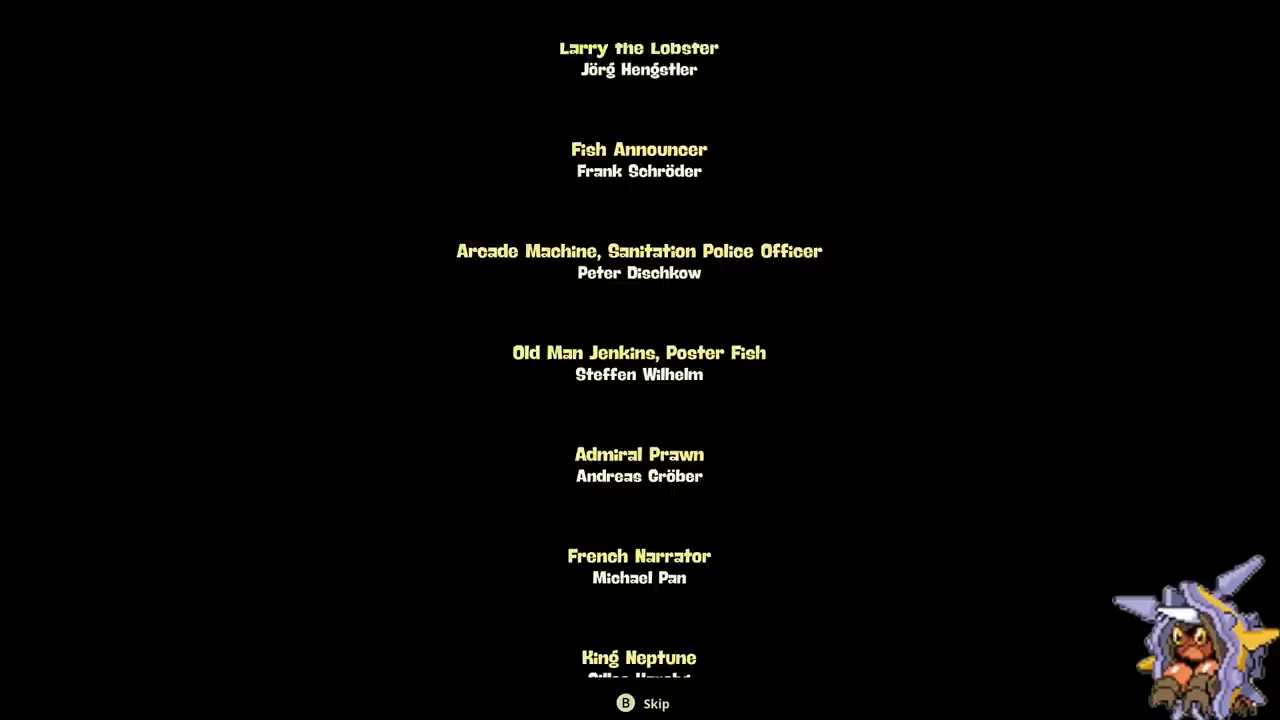 Larry the Lobster
Jörg Hengstler
Fish Announcer
Frank Schröder
Arcade Machine, Sanitation Police Officer
Peter Dischkow
Old Man Jenkins, Poster Fish
Steffen Wilhelm
Admiral Prawn
Andreas Gröber
French Narrator
Michael Pan
King Neptune
B Skip